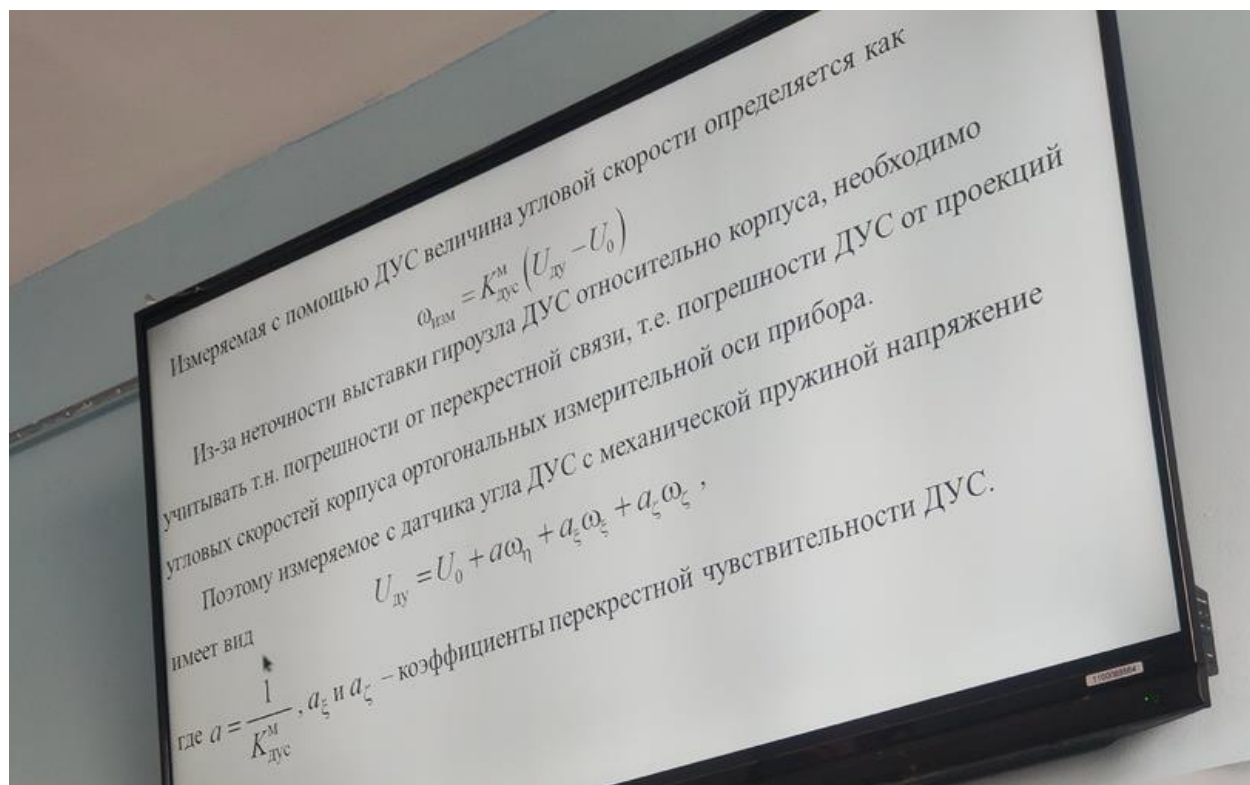 Измеряемая с помощью ДУС величина угловой скорости определяется как
ω_изм = K^м_дус (U_ду − U_0)
Из-за неточности выставки гироузла ДУС относительно корпуса, необходимо
учитывать т.н. погрешности от перекрестной связи, т.е. погрешности ДУС от проекций
угловых скоростей корпуса ортогональных измерительной оси прибора.
Поэтому измеряемое с датчика угла ДУС с механической пружиной напряжение
имеет вид
U_ду = U_0 + aω_η + a_ξω_ξ + a_ζω_ζ ,
где a = 1 / K^м_дус , a_ξ и a_ζ – коэффициенты перекрестной чувствительности ДУС.